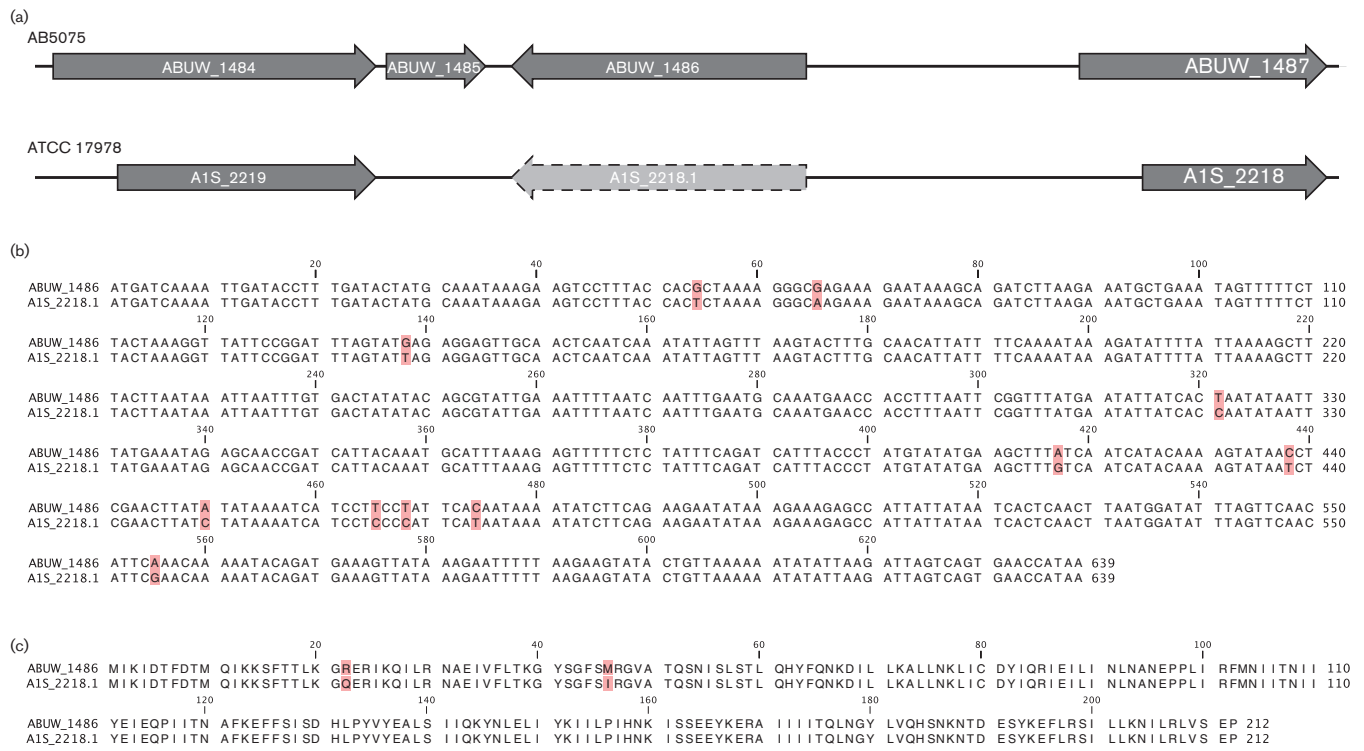 (a)
AB5075
ABUW_1484 ABUW_1485 ABUW_1486 ABUW_1487
ATCC 17978
A1S_2219 A1S_2218.1 A1S_2218
(b)
20 40 60 80 100
ABUW_1486 ATGATCAAAA TTGATACCTT TGATACTATG CAAATAAAGA AGTCCTTTAC CACGCTAAAA GGGCGAGAAA GAATAAAGCA GATCTTAAGA AATGCTGAAA TAGTTTTTCT 110
A1S_2218.1 ATGATCAAAA TTGATACCTT TGATACTATG CAAATAAAGA AGTCCTTTAC CACTCTAAAA GGGCAAGAAA GAATAAAGCA GATCTTAAGA AATGCTGAAA TAGTTTTTCT 110
120 140 160 180 200 220
ABUW_1486 TACTAAAGGT TATTCCGGAT TTAGTATGAG AGGAGTTGCA ACTCAATCAA ATATTAGTTT AAGTACTTTG CAACATTATT TTCAAAATAA AGATATTTTA TTAAAAGCTT 220
A1S_2218.1 TACTAAAGGT TATTCCGGAT TTAGTATTAG AGGAGTTGCA ACTCAATCAA ATATTAGTTT AAGTACTTTG CAACATTATT TTCAAAATAA AGATATTTTA TTAAAAGCTT 220
240 260 280 300 320
ABUW_1486 TACTTAATAA ATTAATTTGT GACTATATAC AGCGTATTGA AATTTTAATC AATTTGAATG CAAATGAACC ACCTTTAATT CGGTTTATGA ATATTATCAC TAATATAATT 330
A1S_2218.1 TACTTAATAA ATTAATTTGT GACTATATAC AGCGTATTGA AATTTTAATC AATTTGAATG CAAATGAACC ACCTTTAATT CGGTTTATGA ATATTATCAC CAATATAATT 330
340 360 380 400 420 440
ABUW_1486 TATGAAATAG AGCAACCGAT CATTACAAAT GCATTTAAAG AGTTTTTCTC TATTTCAGAT CATTTACCCT ATGTATATGA AGCTTTATCA ATCATACAAA AGTATAACCT 440
A1S_2218.1 TATGAAATAG AGCAACCGAT CATTACAAAT GCATTTAAAG AGTTTTTCTC TATTTCAGAT CATTTACCCT ATGTATATGA AGCTTTGTCA ATCATACAAA AGTATAATCT 440
460 480 500 520 540
ABUW_1486 CGAACTTATA TATAAAATCA TCCTTCCTAT TCACAATAAA ATATCTTCAG AAGAATATAA AGAAAGAGCC ATTATTATAA TCACTCAACT TAATGGATAT TTAGTTCAAC 550
A1S_2218.1 CGAACTTATC TATAAAATCA TCCTCCCCAT TCATAATAAA ATATCTTCAG AAGAATATAA AGAAAGAGCC ATTATTATAA TCACTCAACT TAATGGATAT TTAGTTCAAC 550
560 580 600 620
ABUW_1486 ATTCAAACAA AAATACAGAT GAAAGTTATA AAGAATTTTT AAGAAGTATA CTGTTAAAAA ATATATTAAG ATTAGTCAGT GAACCATAA 639
A1S_2218.1 ATTCGAACAA AAATACAGAT GAAAGTTATA AAGAATTTTT AAGAAGTATA CTGTTAAAAA ATATATTAAG ATTAGTCAGT GAACCATAA 639
(c)
20 40 60 80 100
ABUW_1486 MIKIDTFDTM QIKKSFTTLK GRERIKQILR NAEIVFLTKG YSGFSMRGVA TQSNISLSTL QHYFQNKDIL LKALLNKLIC DYIQRIEILI NLNANEPPLI RFMNIITNII 110
A1S_2218.1 MIKIDTFDTM QIKKSFTTLK GQERIKQILR NAEIVFLTKG YSGFSIRGVA TQSNISLSTL QHYFQNKDIL LKALLNKLIC DYIQRIEILI NLNANEPPLI RFMNIITNII 110
120 140 160 180 200
ABUW_1486 YEIEQPIITN AFKEFFSISD HLPYVYEALS IIQKYNLELI YKIILPIHNK ISSEEYKERA IIIITQLNGY LVQHSNKNTD ESYKEFLRSI LLKNILRLVS EP 212
A1S_2218.1 YEIEQPIITN AFKEFFSISD HLPYVYEALS IIQKYNLELI YKIILPIHNK ISSEEYKERA IIIITQLNGY LVQHSNKNTD ESYKEFLRSI LLKNILRLVS EP 212